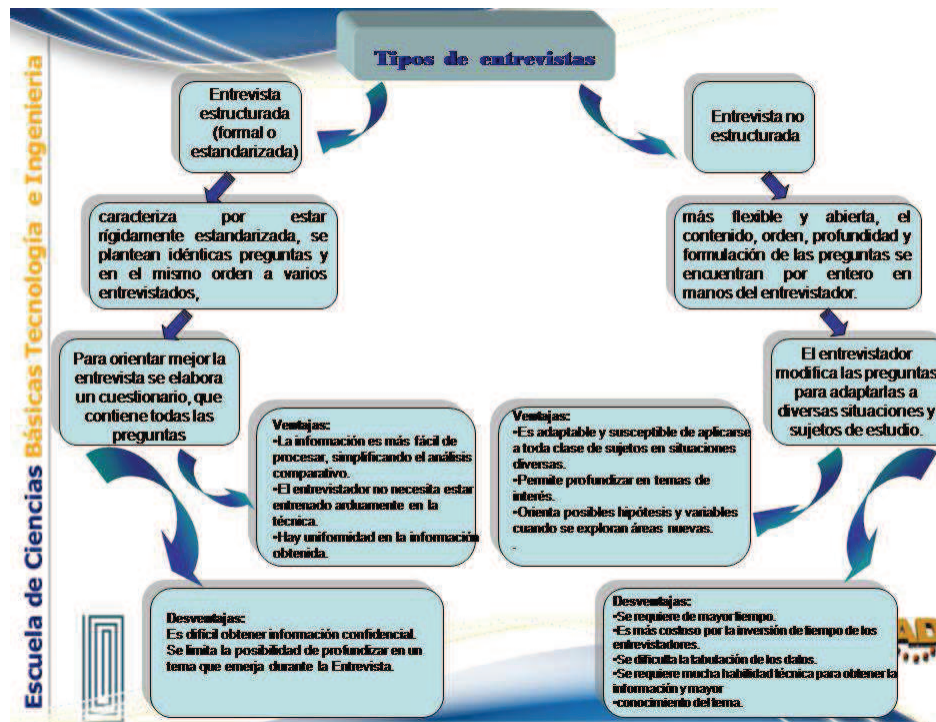 Escuela de Ciencias Básicas Tecnología e Ingenieria
Tipos de entrevistas
Entrevista
estructurada
(formal o
estandarizada)
caracteriza por estar
rígidamente estandarizada, se
plantean idénticas preguntas y
en el mismo orden a varios
entrevistados,
Para orientar mejor la
entrevista se elabora
un cuestionario, que
contiene todas las
preguntas
Ventajas:
•La información es más fácil de
procesar, simplificando el análisis
comparativo.
•El entrevistador no necesita estar
entrenado arduamente en la
técnica.
•Hay uniformidad en la información
obtenida.
Desventajas:
Es difícil obtener información confidencial.
Se limita la posibilidad de profundizar en un
tema que emerja durante la Entrevista.
Entrevista no
estructurada
más flexible y abierta, el
contenido, orden, profundidad y
formulación de las preguntas se
encuentran por entero en
manos del entrevistador.
El entrevistador
modifica las preguntas
para adaptarlas a
diversas situaciones y
sujetos de estudio.
Ventajas:
•Es adaptable y susceptible de aplicarse
a toda clase de sujetos en situaciones
diversas.
•Permite profundizar en temas de
interés.
•Orienta posibles hipótesis y variables
cuando se exploran áreas nuevas.
.
Desventajas:
•Se requiere de mayor tiempo.
•Es más costoso por la inversión de tiempo de los
entrevistadores.
•Se dificulta la tabulación de los datos.
•Se requiere mucha habilidad técnica para obtener la
información y mayor
•conocimiento del tema.